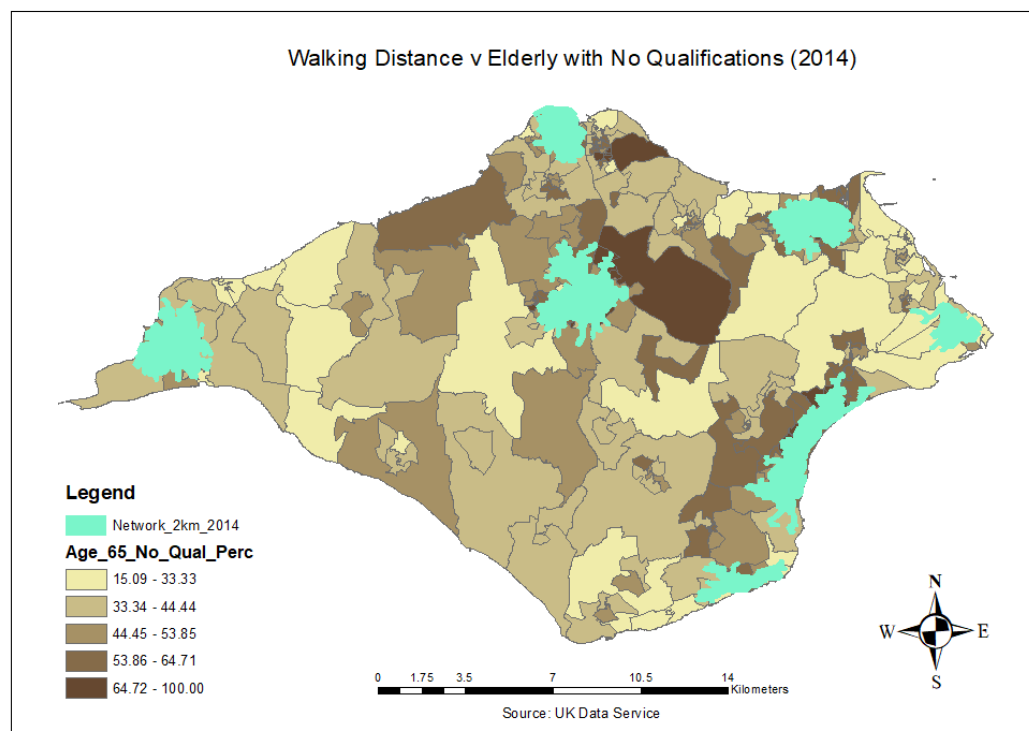 Walking Distance v Elderly with No Qualifications (2014)
Legend
Network_2km_2014
Age_65_No_Qual_Perc
15.09 - 33.33
33.34 - 44.44
44.45 - 53.85
53.86 - 64.71
64.72 - 100.00
N
W E
S
0 1.75 3.5 7 10.5 14
Kilometers
Source: UK Data Service